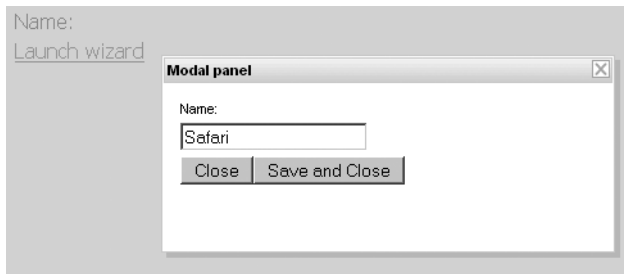 Name:
Launch wizard
Modal panel
Name:
Safari
Close Save and Close